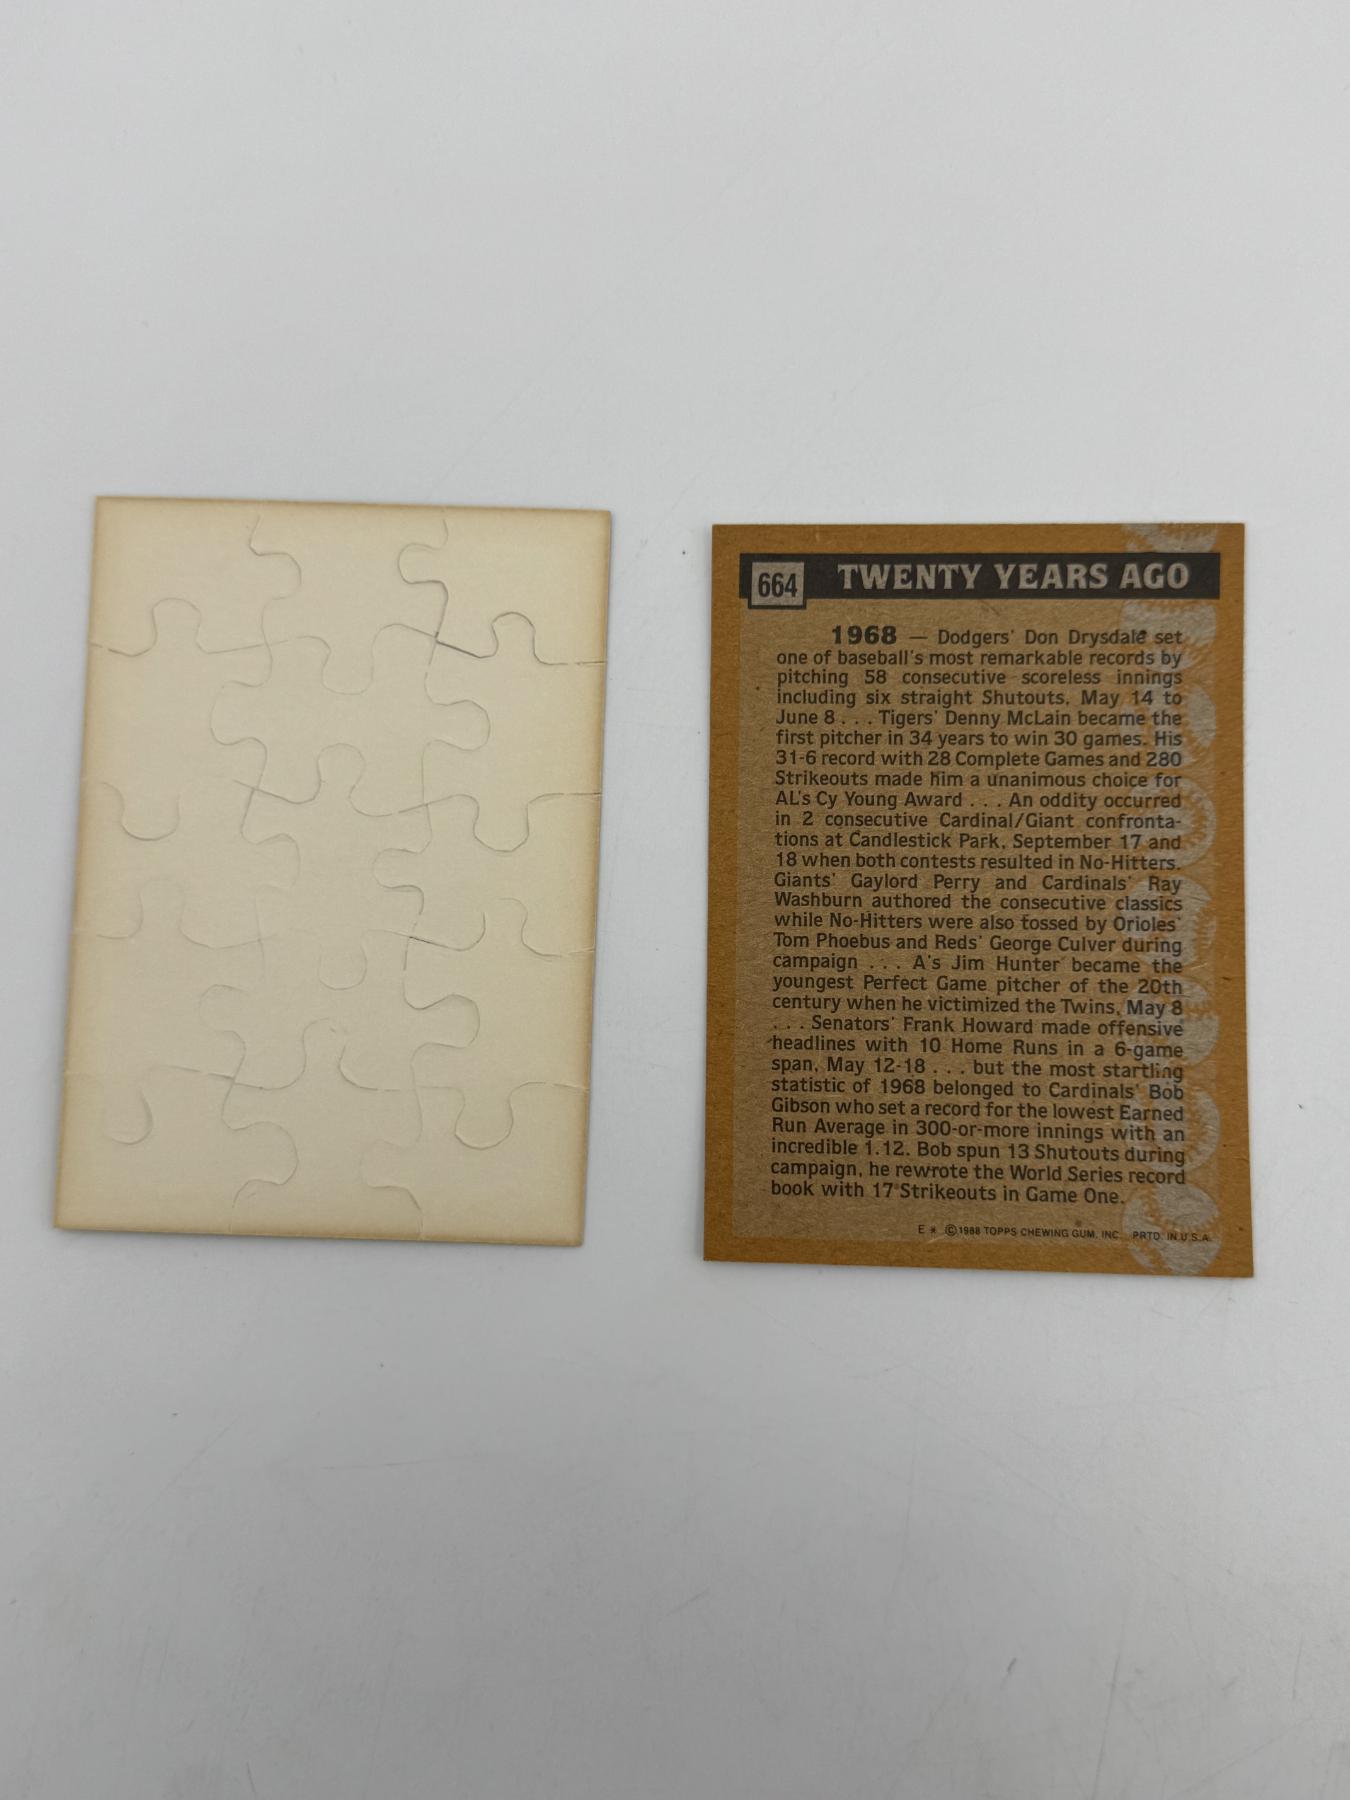 664 TWENTY YEARS AGO
1968 — Dodgers' Don Drysdale set
one of baseball's most remarkable records by
pitching 58 consecutive scoreless innings
including six straight Shutouts, May 14 to
June 8 . . . Tigers' Denny McLain became the
first pitcher in 34 years to win 30 games. His
31-6 record with 28 Complete Games and 280
Strikeouts made him a unanimous choice for
AL's Cy Young Award . . . An oddity occurred
in 2 consecutive Cardinal/Giant confronta-
tions at Candlestick Park, September 17 and
18 when both contests resulted in No-Hitters.
Giants' Gaylord Perry and Cardinals' Ray
Washburn authored the consecutive classics
while No-Hitters were also tossed by Orioles'
Tom Phoebus and Reds' George Culver during
campaign . . . A's Jim Hunter became the
youngest Perfect Game pitcher of the 20th
century when he victimized the Twins, May 8
. . . Senators' Frank Howard made offensive
headlines with 10 Home Runs in a 6-game
span, May 12-18 . . . but the most startling
statistic of 1968 belonged to Cardinals' Bob
Gibson who set a record for the lowest Earned
Run Average in 300-or-more innings with an
incredible 1.12. Bob spun 13 Shutouts during
campaign, he rewrote the World Series record
book with 17 Strikeouts in Game One.
E * © 1988 TOPPS CHEWING GUM, INC. PRTD. IN U.S.A.